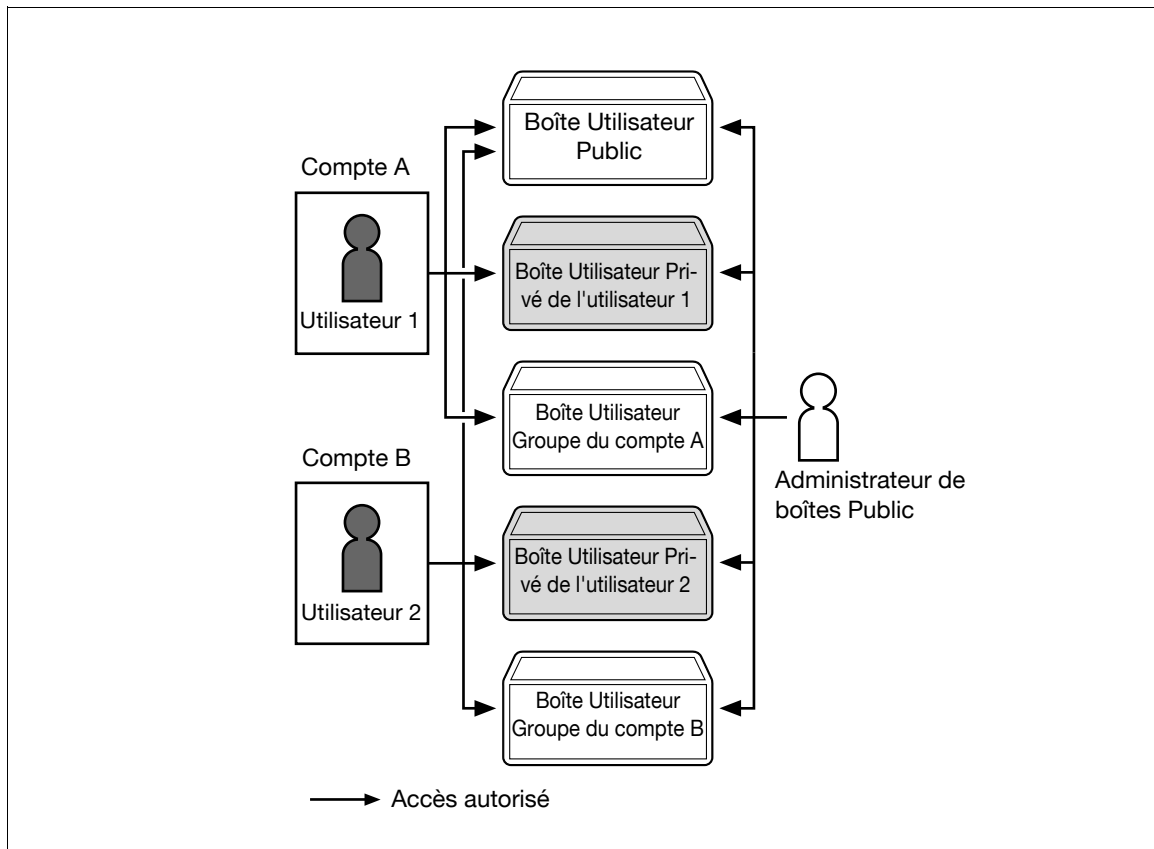 Boîte Utilisateur
Public
Compte A
Utilisateur 1
Boîte Utilisateur Pri-
vé de l'utilisateur 1
Boîte Utilisateur
Groupe du compte A
Administrateur de
boîtes Public
Compte B
Utilisateur 2
Boîte Utilisateur Pri-
vé de l'utilisateur 2
Boîte Utilisateur
Groupe du compte B
Accès autorisé